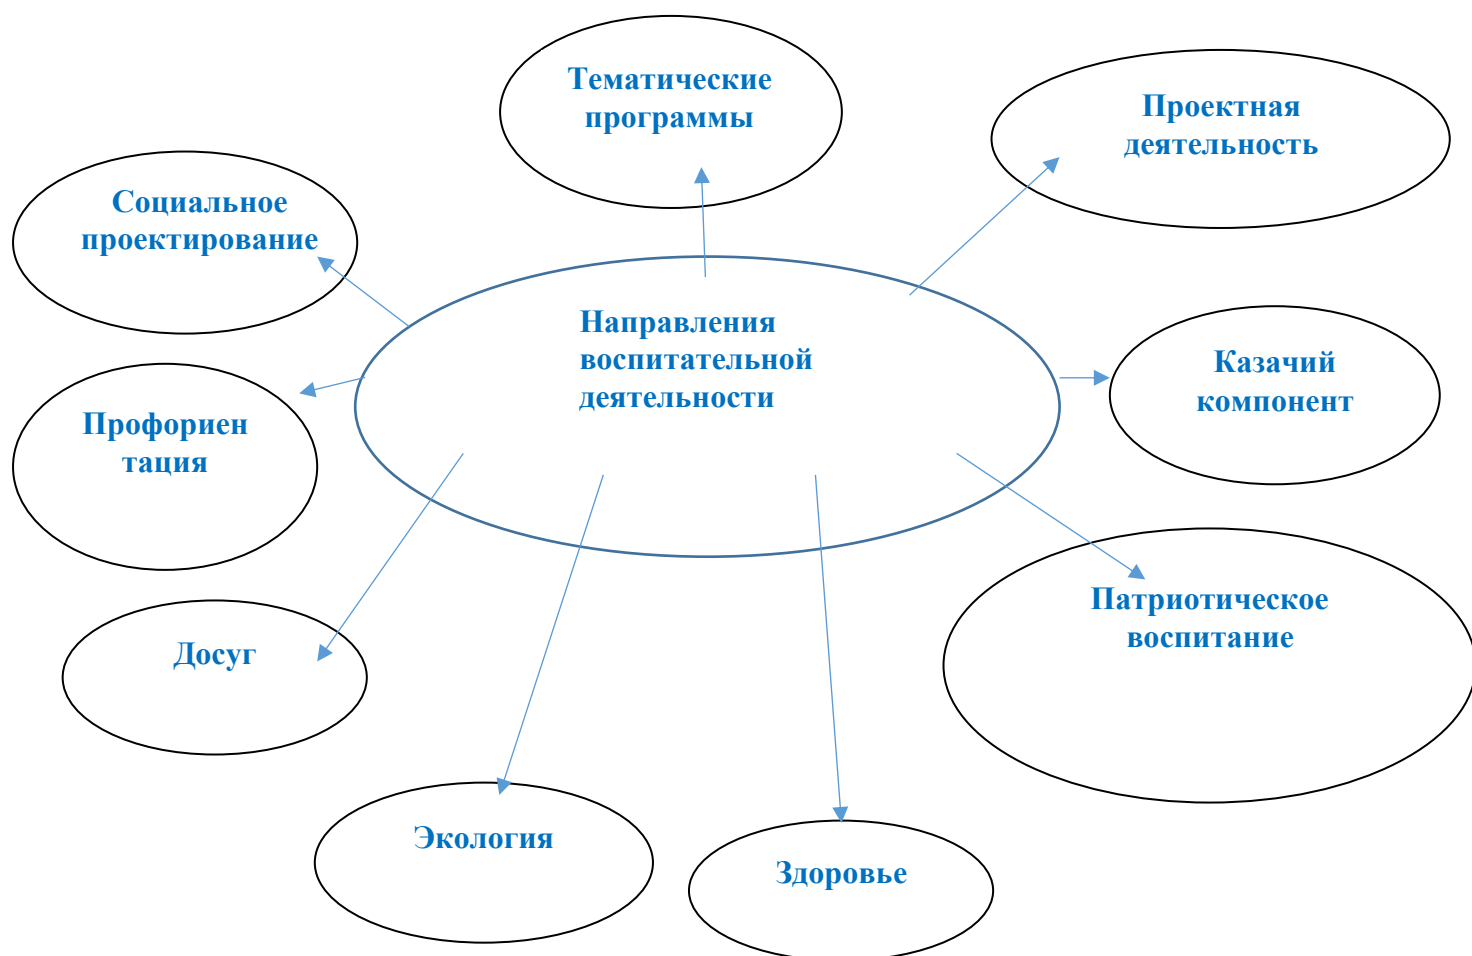 Тематические
программы
Проектная
деятельность
Социальное
проектирование
Направления
воспитательной
деятельности
Казачий
компонент
Профориен
тация
Патриотическое
воспитание
Досуг
Экология
Здоровье